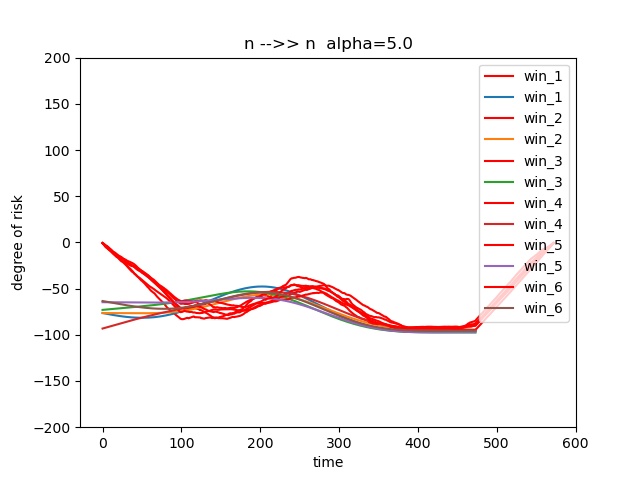 n -->> n  alpha=5.0
degree of risk
200
150
100
50
0
−50
−100
−150
−200
win_1
win_1
win_2
win_2
win_3
win_3
win_4
win_4
win_5
win_5
win_6
win_6
0
100
200
300
400
500
600
time